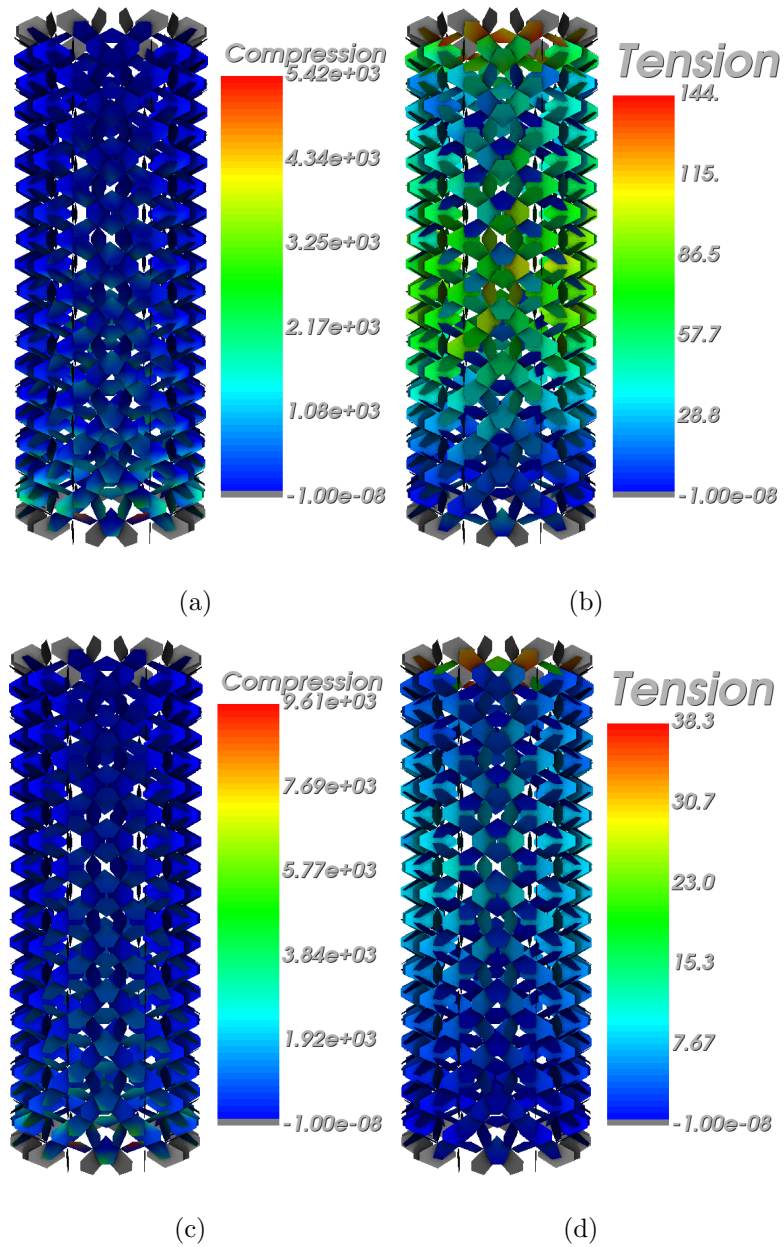 Compression
5.42e+03
4.34e+03
3.25e+03
2.17e+03
1.08e+03
-1.00e-08
(a)
Tension
144.
115.
86.5
57.7
28.8
-1.00e-08
(b)
Compression
9.61e+03
7.69e+03
5.77e+03
3.84e+03
1.92e+03
-1.00e-08
(c)
Tension
38.3
30.7
23.0
15.3
7.67
-1.00e-08
(d)